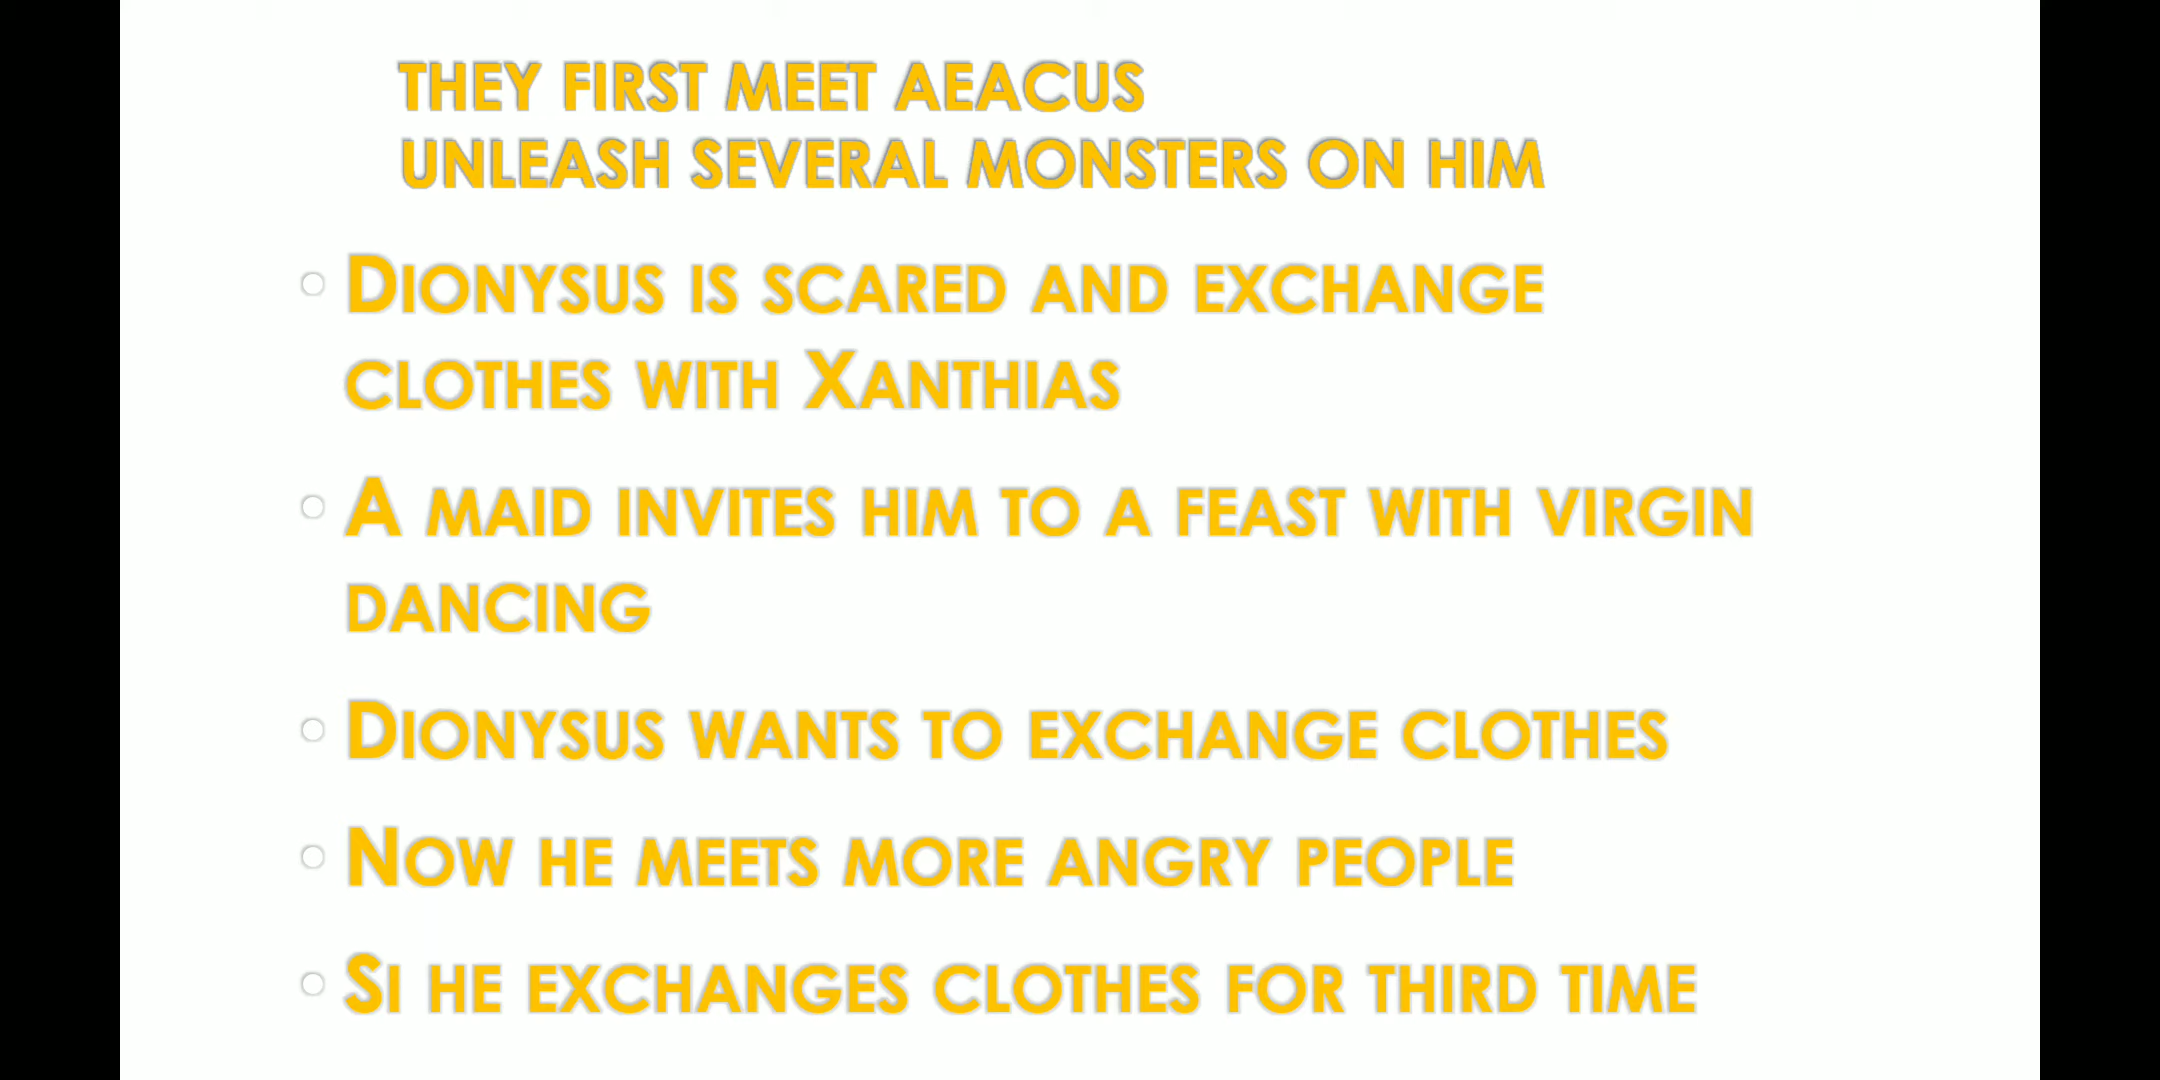 THEY FIRST MEET AEACUS
UNLEASH SEVERAL MONSTERS ON HIM
DIONYSUS IS SCARED AND EXCHANGE
CLOTHES WITH XANTHIAS
A MAID INVITES HIM TO A FEAST WITH VIRGIN
DANCING
DIONYSUS WANTS TO EXCHANGE CLOTHES
NOW HE MEETS MORE ANGRY PEOPLE
SI HE EXCHANGES CLOTHES FOR THIRD TIME